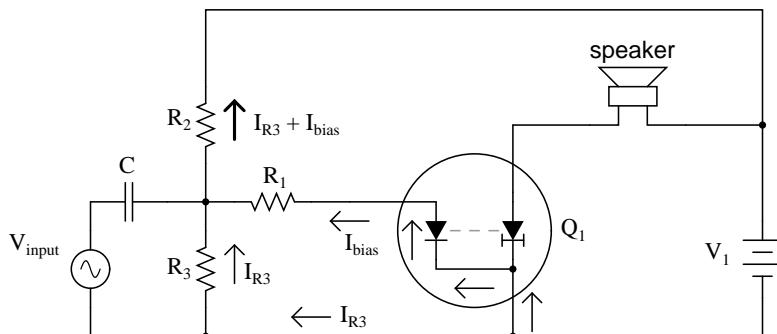 speaker
R2
IR3 + Ibias
C
R1
Vinput
Ibias
Q1
R3
IR3
V1
IR3